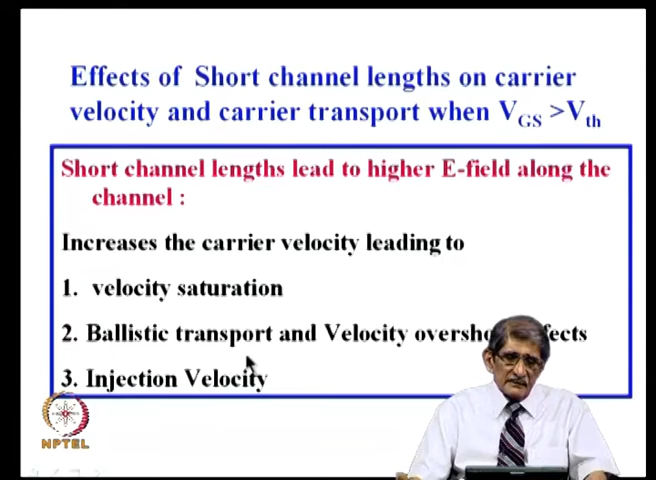 Effects of Short channel lengths on carrier
velocity and carrier transport when VGS >Vth
Short channel lengths lead to higher E-field along the
channel :
Increases the carrier velocity leading to
1. velocity saturation
2. Ballistic transport and Velocity
3. Injection Velocity
NPTEL